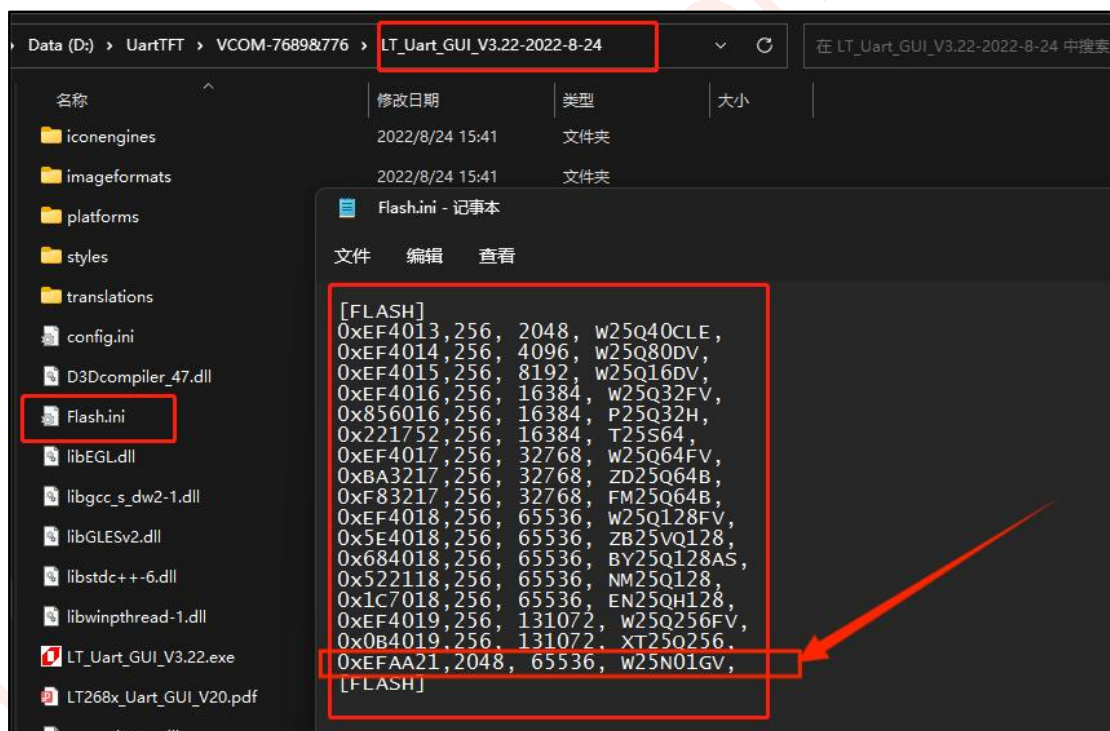 Data (D:) › UartTFT › VCOM-7689&776 › LT_Uart_GUI_V3.22-2022-8-24
在 LT_Uart_GUI_V3.22-2022-8-24 中搜索
名称 修改日期 类型 大小
iconengines 2022/8/24 15:41 文件夹
imageformats 2022/8/24 15:41 文件夹
platforms
styles
translations
config.ini
D3Dcompiler_47.dll
Flash.ini
libEGL.dll
libgcc_s_dw2-1.dll
libGLESv2.dll
libstdc++-6.dll
libwinpthread-1.dll
LT_Uart_GUI_V3.22.exe
LT268x_Uart_GUI_V20.pdf
Flash.ini - 记事本
文件 编辑 查看
[FLASH]
0xEF4013,256, 2048, W25Q40CLE,
0xEF4014,256, 4096, W25Q80DV,
0xEF4015,256, 8192, W25Q16DV,
0xEF4016,256, 16384, W25Q32FV,
0x856016,256, 16384, P25Q32H,
0x221752,256, 16384, T25S64,
0xEF4017,256, 32768, W25Q64FV,
0xBA3217,256, 32768, ZD25Q64B,
0xF83217,256, 32768, FM25Q64B,
0xEF4018,256, 65536, W25Q128FV,
0x5E4018,256, 65536, ZB25VQ128,
0x684018,256, 65536, BY25Q128AS,
0x522118,256, 65536, NM25Q128,
0x1C7018,256, 65536, EN25QH128,
0xEF4019,256, 131072, W25Q256FV,
0x0B4019,256, 131072, XT25Q256,
0xEFAA21,2048, 65536, W25N01GV,
[FLASH]